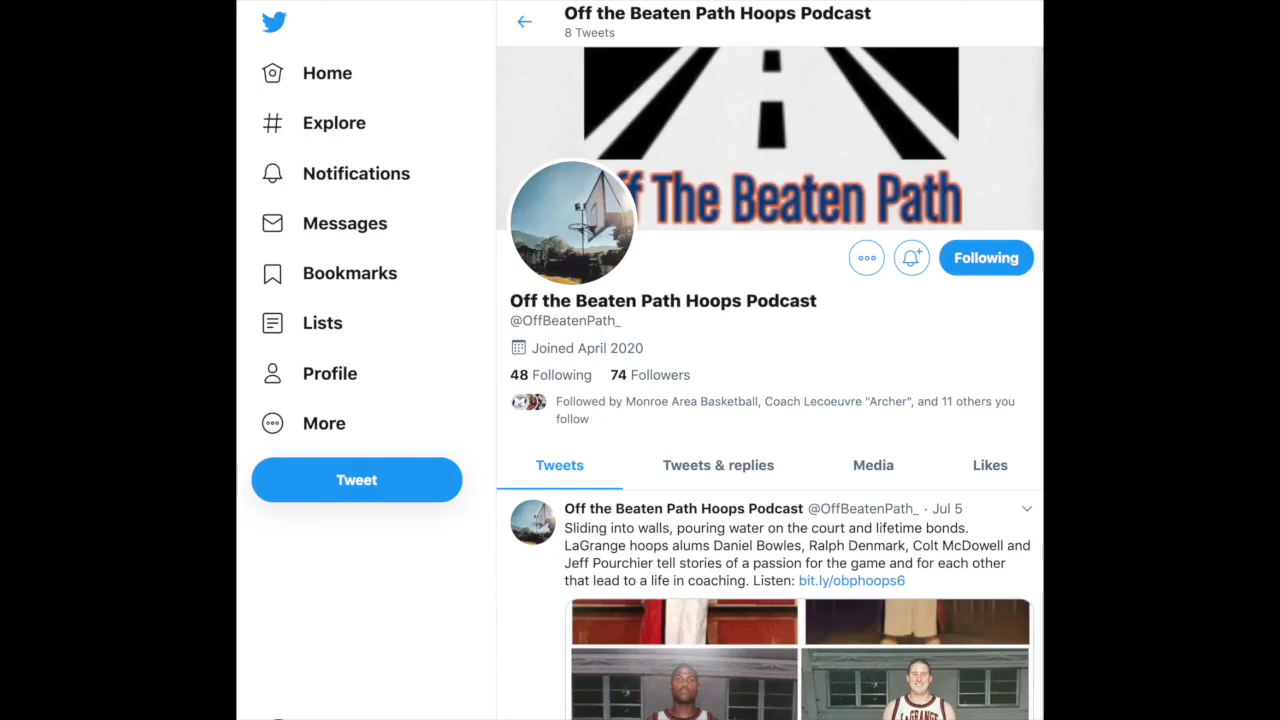 Off the Beaten Path Hoops Podcast
8 Tweets
Home
Explore
Notifications
Messages
Bookmarks
Lists
Profile
More
Tweet
The Beaten Path
Following
Off the Beaten Path Hoops Podcast
@OffBeatenPath_
Joined April 2020
48 Following 74 Followers
Followed by Monroe Area Basketball, Coach Lecoeuvre "Archer", and 11 others you
follow
Tweets Tweets & replies Media Likes
Off the Beaten Path Hoops Podcast @OffBeatenPath_ · Jul 5
Sliding into walls, pouring water on the court and lifetime bonds.
LaGrange hoops alums Daniel Bowles, Ralph Denmark, Colt McDowell and
Jeff Pourchier tell stories of a passion for the game and for each other
that lead to a life in coaching. Listen: bit.ly/obphoops6
LAGRANGE